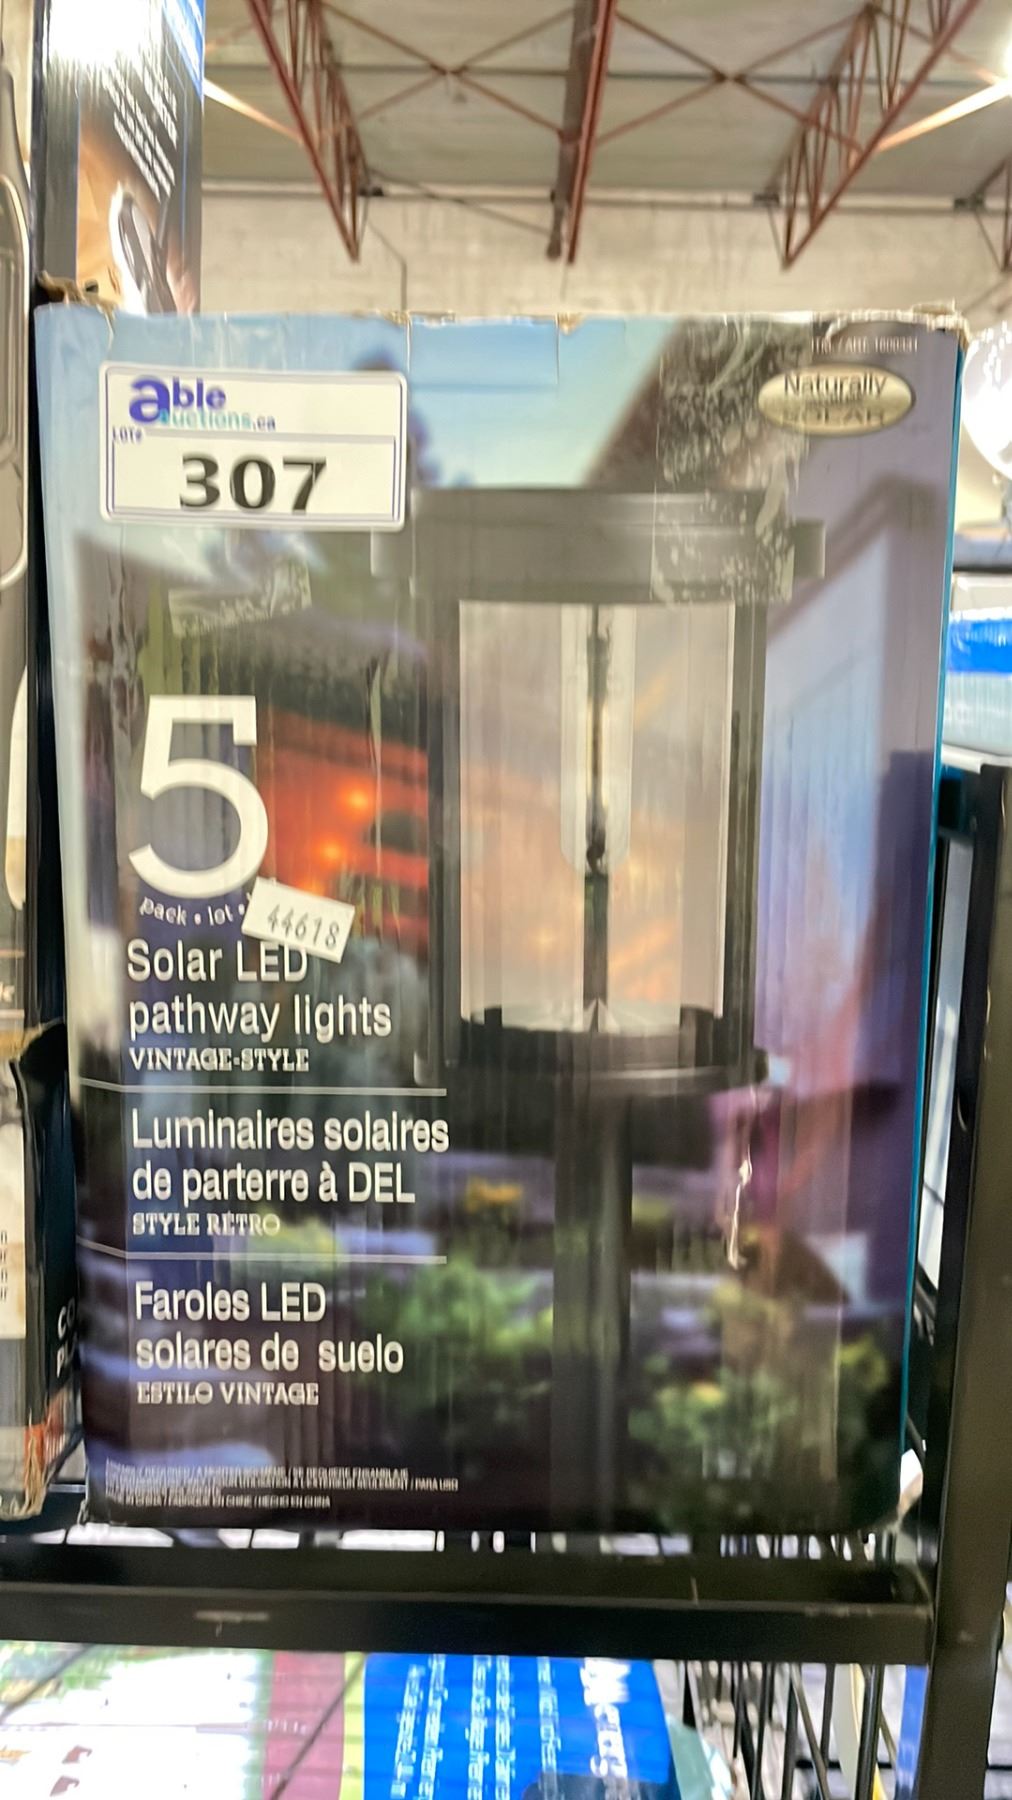 able
auctions.ca
LOT#
307
Naturally
SOLAR
5
pack • lot •
44618
Solar LED
pathway lights
VINTAGE-STYLE
Luminaires solaires
de parterre à DEL
STYLE RÉTRO
Faroles LED
solares de suelo
ESTILO VINTAGE